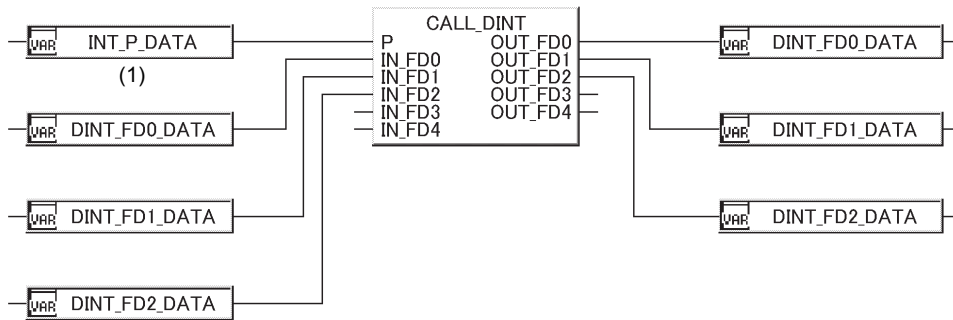 CALL_DINT
VAR INT_P_DATA
(1)
VAR DINT_FD0_DATA
VAR DINT_FD1_DATA
VAR DINT_FD2_DATA
P OUT_FD0
IN_FD0 OUT_FD1
IN_FD1 OUT_FD2
IN_FD2 OUT_FD3
IN_FD3 OUT_FD4
IN_FD4
VAR DINT_FD0_DATA
VAR DINT_FD1_DATA
VAR DINT_FD2_DATA